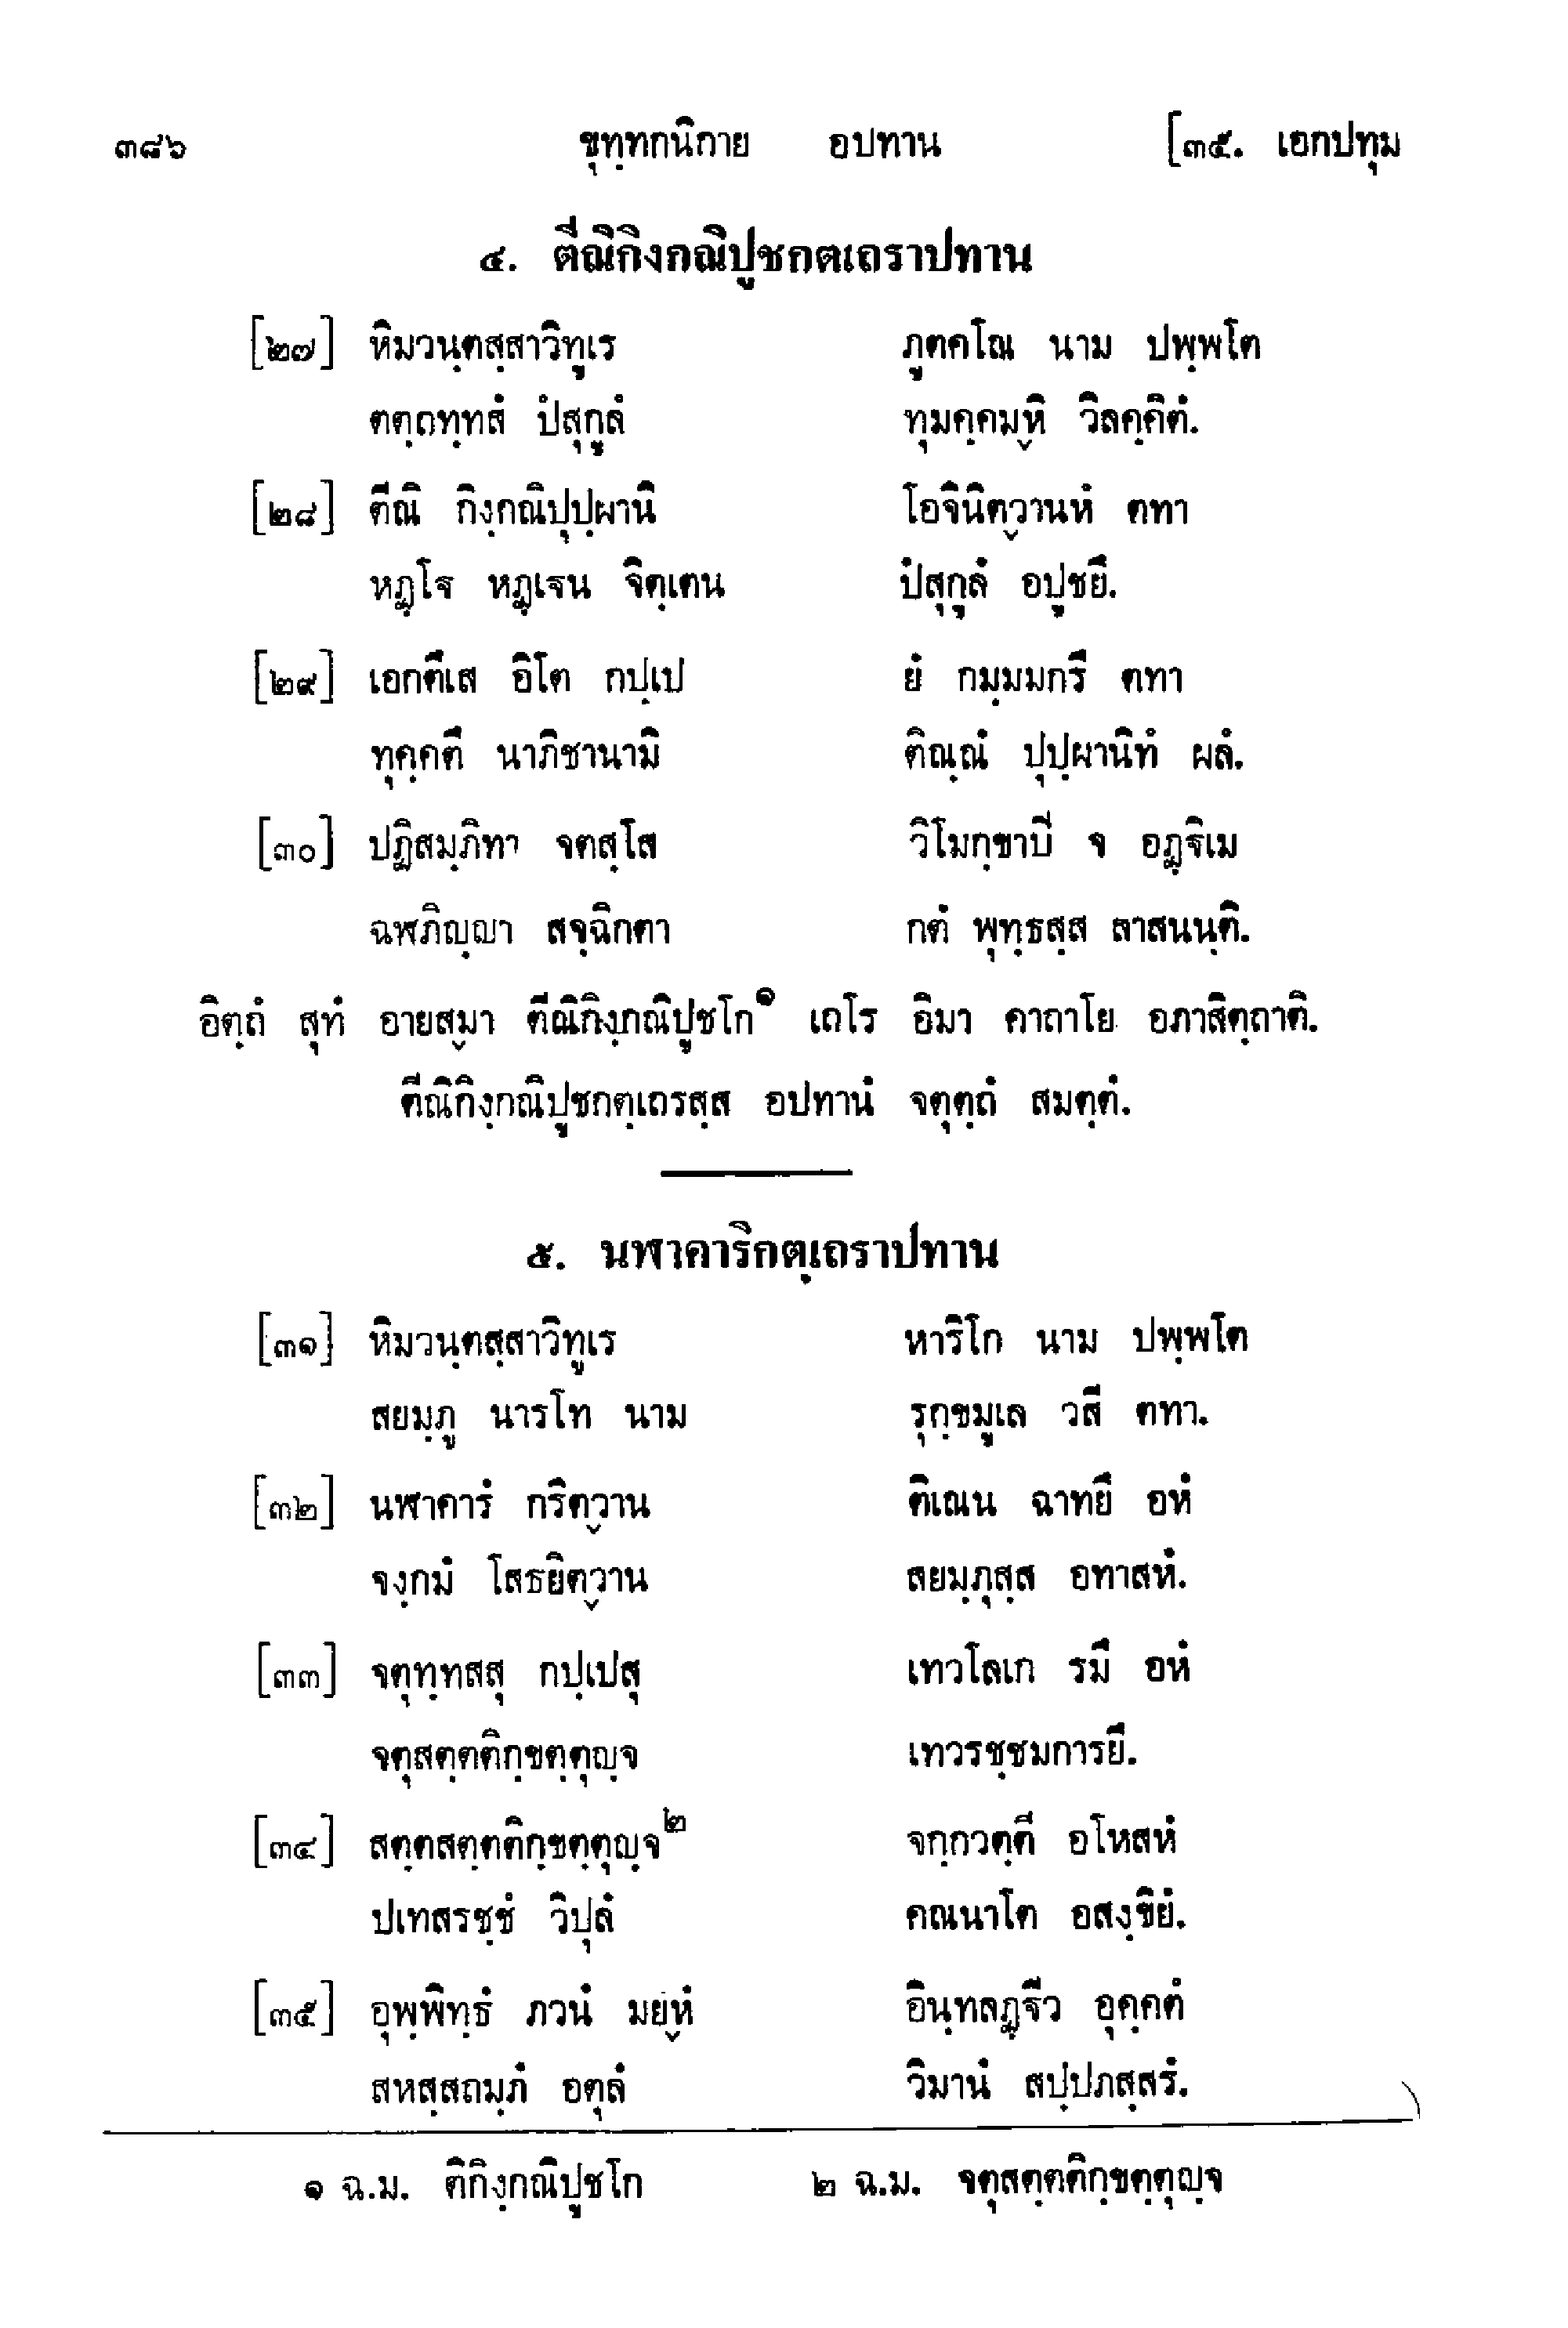 ๓๘๖ ขุทฺทกนิกาย อปทาน [๓๕. เอกปทุม
๔. ตีณิกิงกณิปูชกตเถราปทาน
[๒๗] หิมวนฺตสฺสาวิทูเร ภูตคโณ นาม ปพฺพโต
ตตฺถทฺทสํ ปํสุกูลํ ทุมคฺคมฺหิ วิลคฺคิตํ.
[๒๘] ตีณิ กิงฺกณิปุปฺผานิ โอจินิตฺวานหํ ตทา
หฏฺโฐ หฏฺเฐน จิตฺเตน ปํสุกูลํ อปูชยึ.
[๒๙] เอกตึเส อิโต กปฺเป ยํ กมฺมมกรึ ตทา
ทุคฺคตึ นาภิชานามิ ติณฺณํ ปุปฺผานิทํ ผลํ.
[๓๐] ปฏิสมฺภิทา จตสฺโส วิโมกฺขาปิ จ อฏฺฐิเม
ฉฬภิญฺญา สจฺฉิกตา กตํ พุทฺธสฺส สาสนนฺติ.
อิตฺถํ สุทํ อายสฺมา ตีณิกิงฺกณิปูชโก๑ เถโร อิมา คาถาโย อภาสิตฺถาติ.
ตีณิกิงฺกณิปูชกตฺเถรสฺส อปทานํ จตุตฺถํ สมตฺตํ.
๕. นฬาคาริกตฺเถราปทาน
[๓๑] หิมวนฺตสฺสาวิทูเร หาริโก นาม ปพฺพโต
สยมฺภู นารโท นาม รุกฺขมูเล วสี ตทา.
[๓๒] นฬาคารํ กริตฺวาน ติเณน ฉาทยึ อหํ
จงฺกมํ โสธยิตฺวาน สยมฺภุสฺส อทาสหํ.
[๓๓] จตุทฺทสสุ กปฺเปสุ เทวโลเก รมึ อหํ
จตุสตฺตติกฺขตฺตุญฺจ เทวรชฺชมการยึ.
[๓๔] สตฺตสตฺตติกฺขตฺตุญฺจ๒ จกฺกวตฺตี อโหสหํ
ปเทสรชฺชํ วิปุลํ คณนาโต อสงฺขิยํ.
[๓๕] อุพฺพิทฺธํ ภวนํ มยฺหํ อินฺทลฏฺฐีว อุคฺคตํ
สหสฺสถมฺภํ อตุลํ วิมานํ สปฺปภสฺสรํ.
๑ ฉ.ม. ติกิงฺกณิปูชโก ๒ ฉ.ม. จตุสตฺตติกฺขตฺตุญฺจ